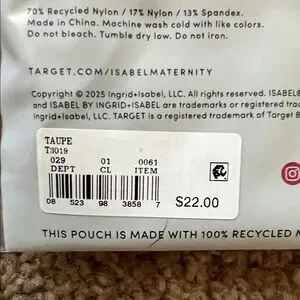 70% Recycled Nylon / 17% Nylon / 13% Spandex.
Made in China. Machine wash cold with like colors.
Do not bleach. Tumble dry low. Do not iron.
TARGET.COM/ISABELMATERNITY
Copyright © 2025 Ingrid+Isabel, LLC. All rights reserved. ISABEL®
and ISABEL BY INGRID+ISABEL are trademarks or registered trad
Ingrid+Isabel, LLC. TARGET is a registered trademark of Target B
TAUPE
T3019
029 01 0061
DEPT CL ITEM
08 523 98 3858 7
$22.00
THIS POUCH IS MADE WITH 100% RECYCLED M